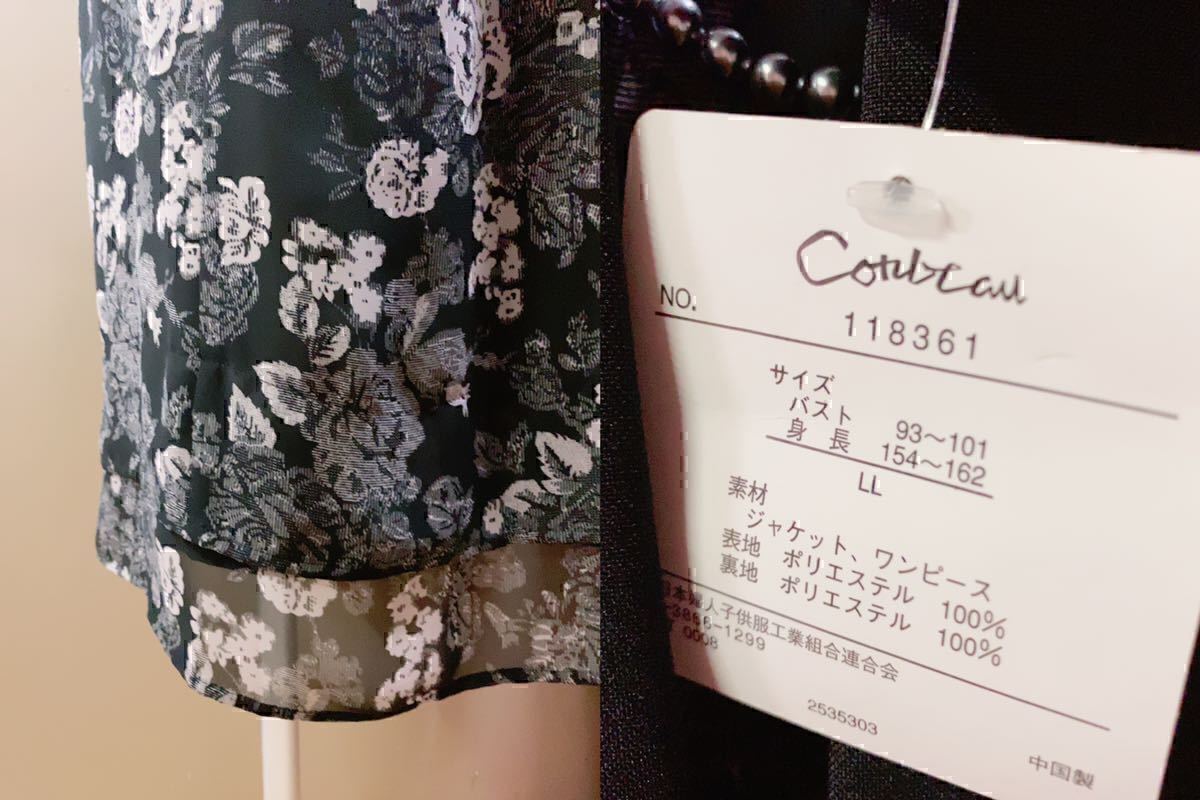 Corbeau
NO.
118361
サイズ
バスト 93〜101
身 長 154〜162
LL
素材
ジャケット、ワンピース
表地 ポリエステル 100%
裏地 ポリエステル 100%
日本婦人子供服工業組合連合会
-3866-1299
0008
2535303
中国製